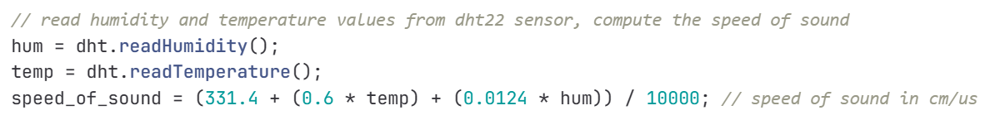 // read humidity and temperature values from dht22 sensor, compute the speed of sound
hum = dht.readHumidity();
temp = dht.readTemperature();
speed_of_sound = (331.4 + (0.6 * temp) + (0.0124 * hum)) / 10000; // speed of sound in cm/us